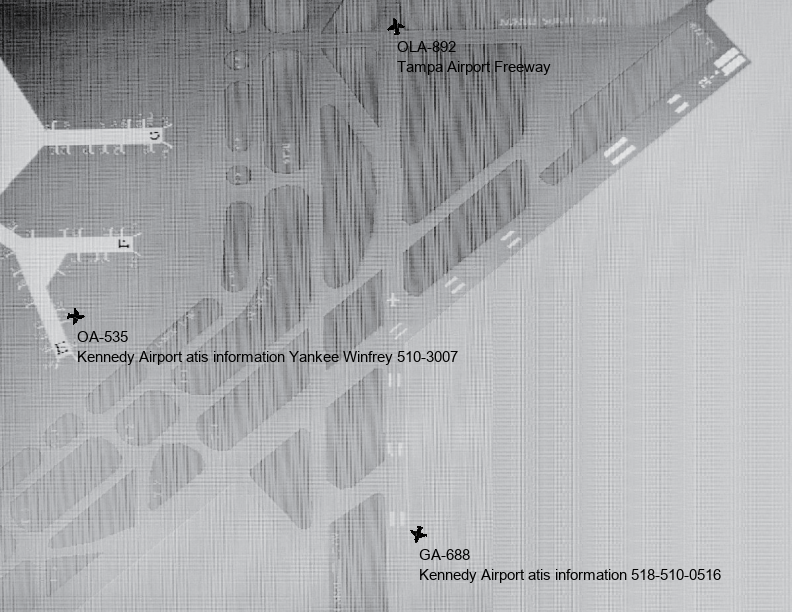 OLA-892
Tampa Airport Freeway
OA-535
Kennedy Airport atis information Yankee Winfrey 510-3007
GA-688
Kennedy Airport atis information 518-510-0516